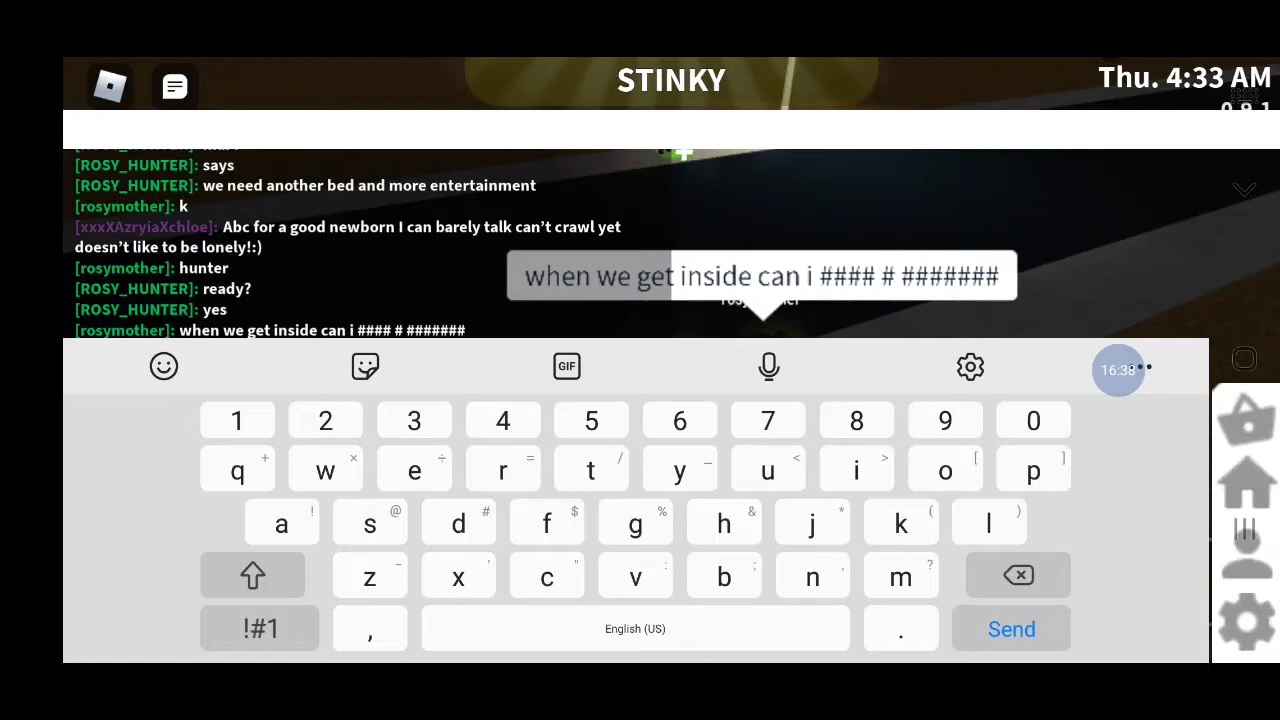 STINKY
Thu. 4:33 AM
[ROSY_HUNTER]: says
[ROSY_HUNTER]: we need another bed and more entertainment
[rosymother]: k
[xxxXAzryiaXchloe]: Abc for a good newborn I can barely talk can’t crawl yet
doesn’t like to be lonely!:)
[rosymother]: hunter
[ROSY_HUNTER]: ready?
[ROSY_HUNTER]: yes
[rosymother]: when we get inside can i #### # #######
when we get inside can i #### # #######
GIF
16:38
1 2 3 4 5 6 7 8 9 0
q + w × e ÷ r = t / y _ u < i > o [ p ]
a ! s @ d # f $ g % h & j * k ( l )
z - x ' c " v : b ; n , m ?
!#1 , English (US) . Send